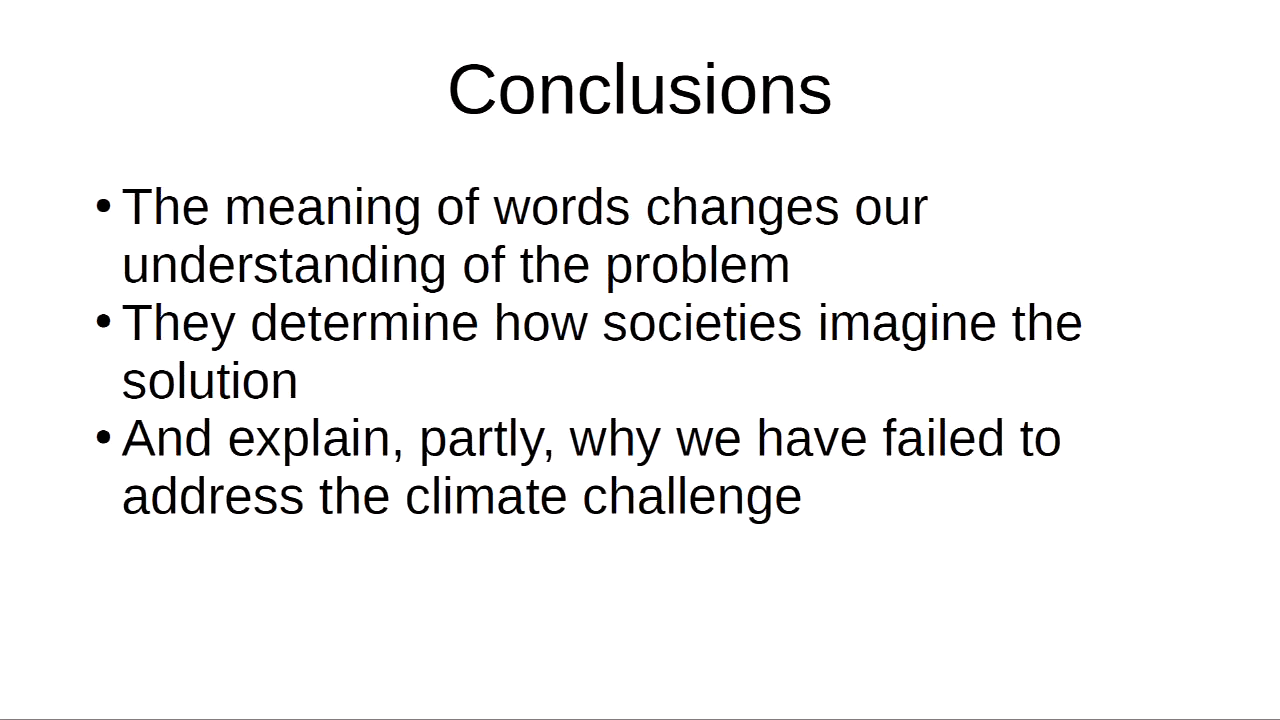 Conclusions
• The meaning of words changes our
understanding of the problem
• They determine how societies imagine the
solution
• And explain, partly, why we have failed to
address the climate challenge